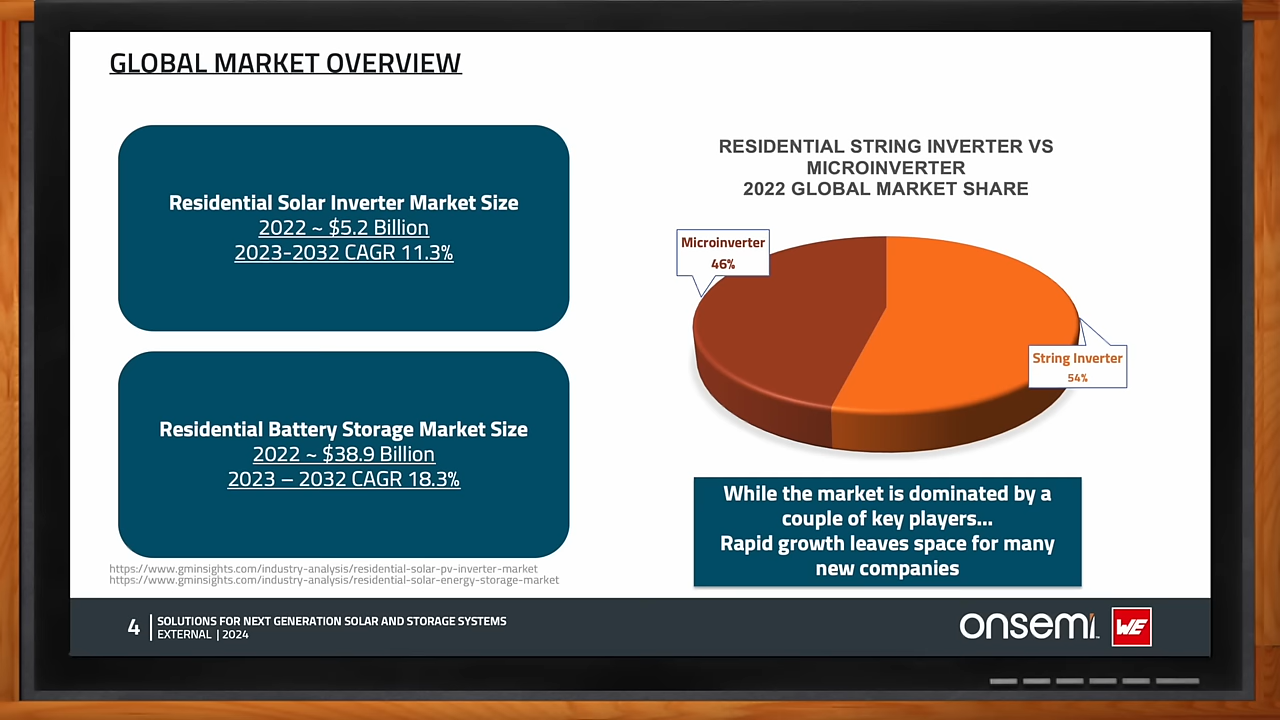 GLOBAL MARKET OVERVIEW
Residential Solar Inverter Market Size
2022 ~ $5.2 Billion
2023-2032 CAGR 11.3%
Residential Battery Storage Market Size
2022 ~ $38.9 Billion
2023 – 2032 CAGR 18.3%
https://www.gminsights.com/industry-analysis/residential-solar-pv-inverter-market
https://www.gminsights.com/industry-analysis/residential-solar-energy-storage-market
RESIDENTIAL STRING INVERTER VS
MICROINVERTER
2022 GLOBAL MARKET SHARE
Microinverter
46%
String Inverter
54%
While the market is dominated by a
couple of key players...
Rapid growth leaves space for many
new companies
4
SOLUTIONS FOR NEXT GENERATION SOLAR AND STORAGE SYSTEMS
EXTERNAL | 2024
onsemi
WE